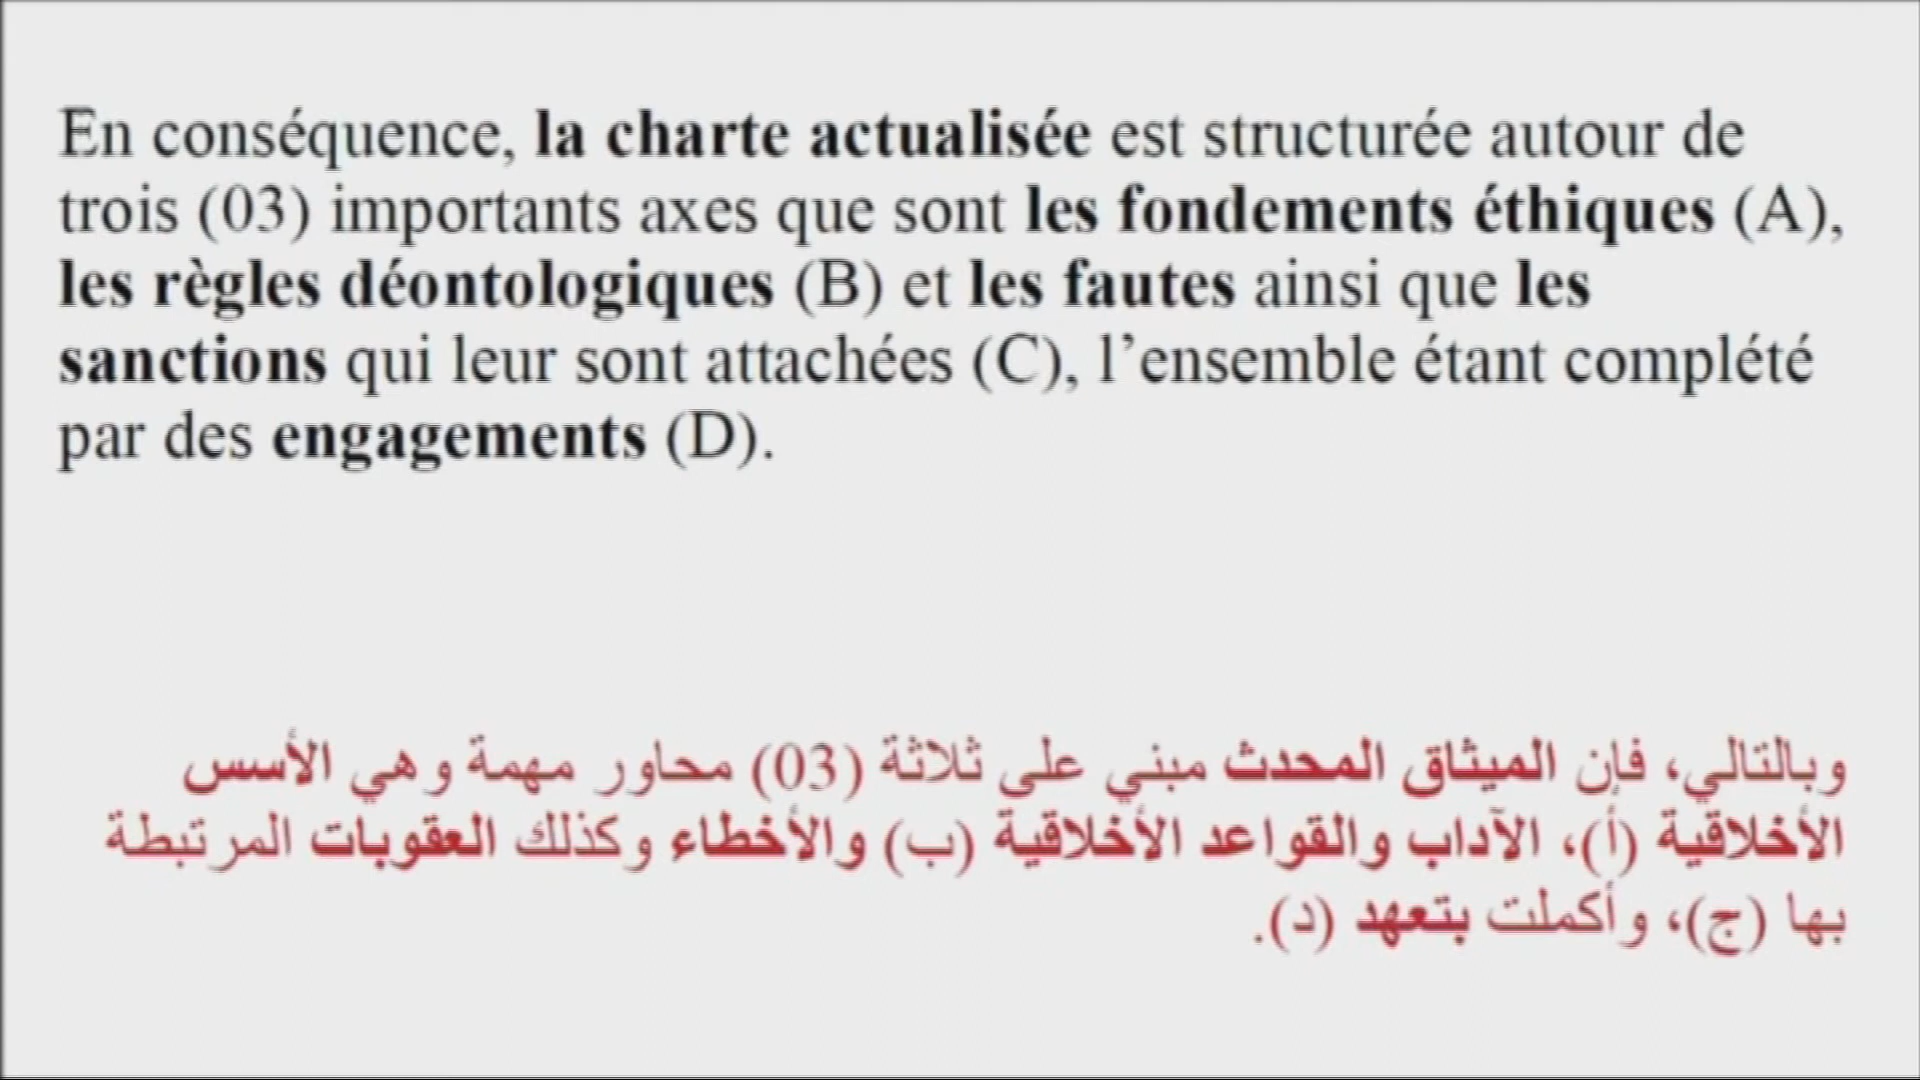 En conséquence, la charte actualisée est structurée autour de
trois (03) importants axes que sont les fondements éthiques (A),
les règles déontologiques (B) et les fautes ainsi que les
sanctions qui leur sont attachées (C), l’ensemble étant complété
par des engagements (D).
وبالتالي، فإن الميثاق المحدث مبني على ثلاثة (03) محاور مهمة وهي الأسس
الأخلاقية (أ)، الآداب والقواعد الأخلاقية (ب) والأخطاء وكذلك العقوبات المرتبطة
بها (ج)، وأكملت بتعهد (د).